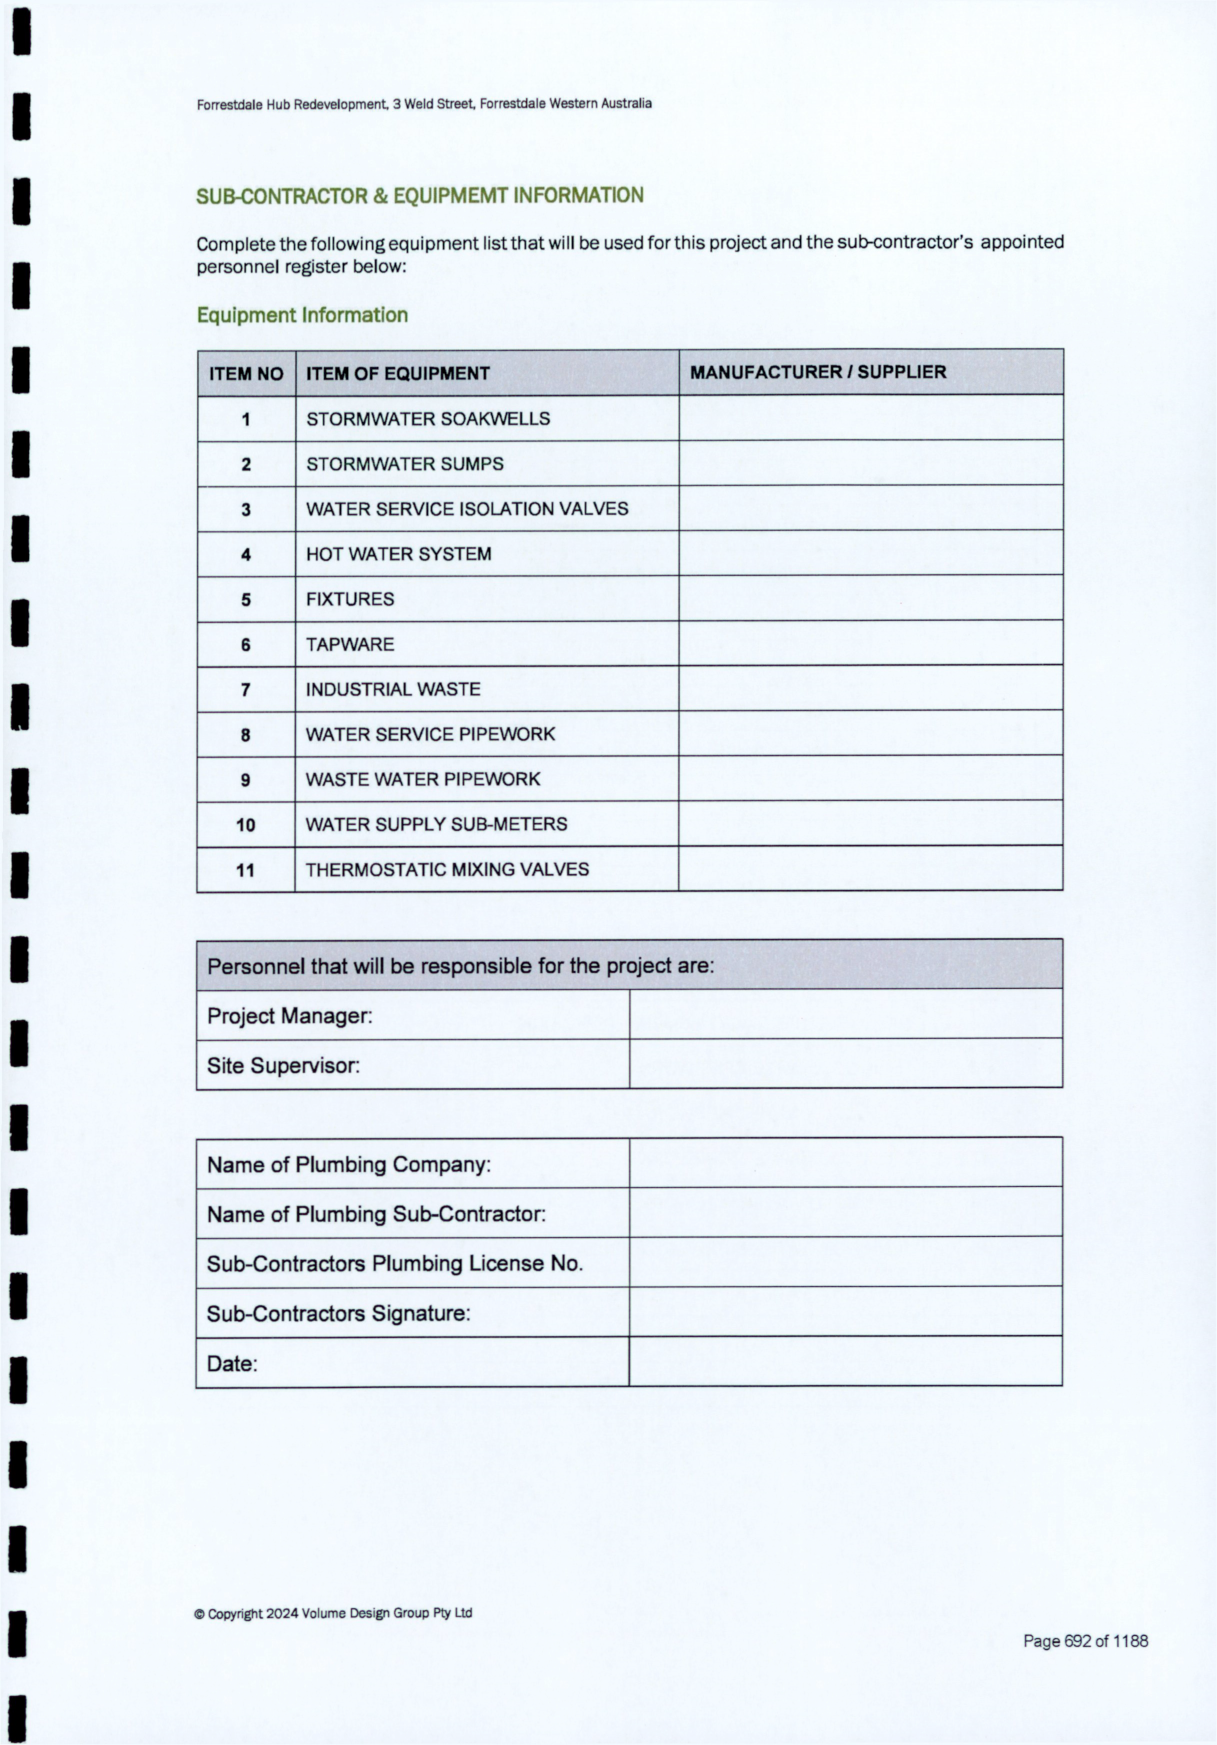 Forrestdale Hub Redevelopment, 3 Weld Street, Forrestdale Western Australia
SUB-CONTRACTOR & EQUIPMEMT INFORMATION
Complete the following equipment list that will be used for this project and the sub-contractor's appointed
personnel register below:
Equipment Information
ITEM NO ITEM OF EQUIPMENT MANUFACTURER / SUPPLIER
1 STORMWATER SOAKWELLS
2 STORMWATER SUMPS
3 WATER SERVICE ISOLATION VALVES
4 HOT WATER SYSTEM
5 FIXTURES
6 TAPWARE
7 INDUSTRIAL WASTE
8 WATER SERVICE PIPEWORK
9 WASTE WATER PIPEWORK
10 WATER SUPPLY SUB-METERS
11 THERMOSTATIC MIXING VALVES
Personnel that will be responsible for the project are:
Project Manager:
Site Supervisor:
Name of Plumbing Company:
Name of Plumbing Sub-Contractor:
Sub-Contractors Plumbing License No.
Sub-Contractors Signature:
Date:
© Copyright 2024 Volume Design Group Pty Ltd
Page 692 of 1188